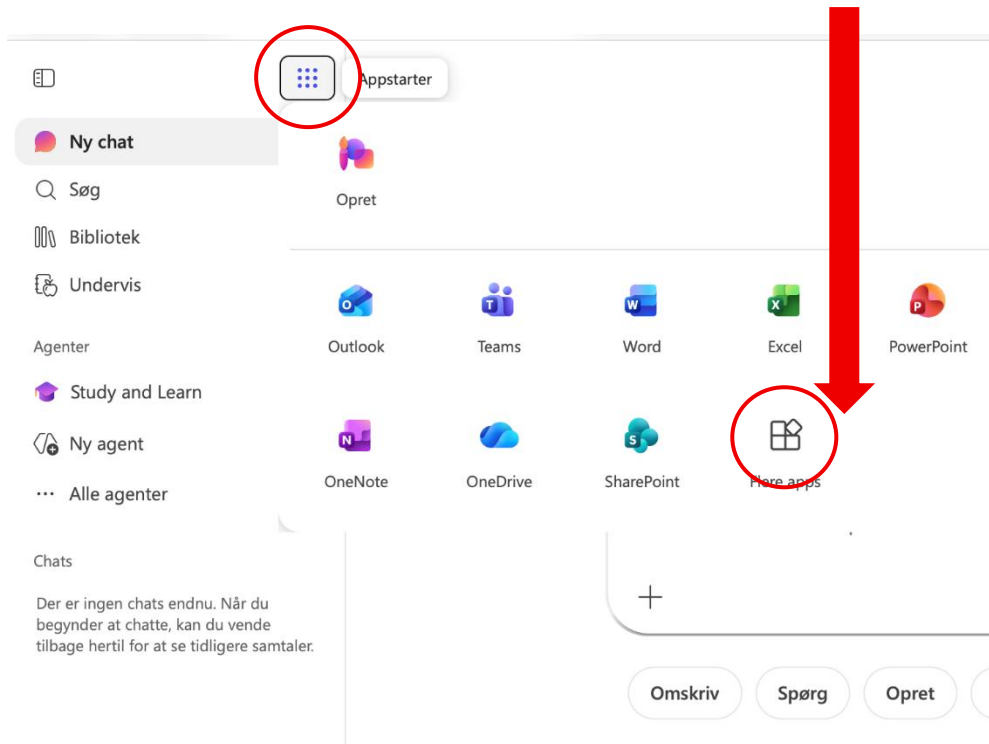 Appstarter
Ny chat
Søg
Bibliotek
Undervis
Agenter
Study and Learn
Ny agent
Alle agenter
Chats
Der er ingen chats endnu. Når du
begynder at chatte, kan du vende
tilbage hertil for at se tidligere samtaler.
Opret
Outlook
Teams
Word
Excel
PowerPoint
OneNote
OneDrive
SharePoint
Flere apps
Omskriv
Spørg
Opret